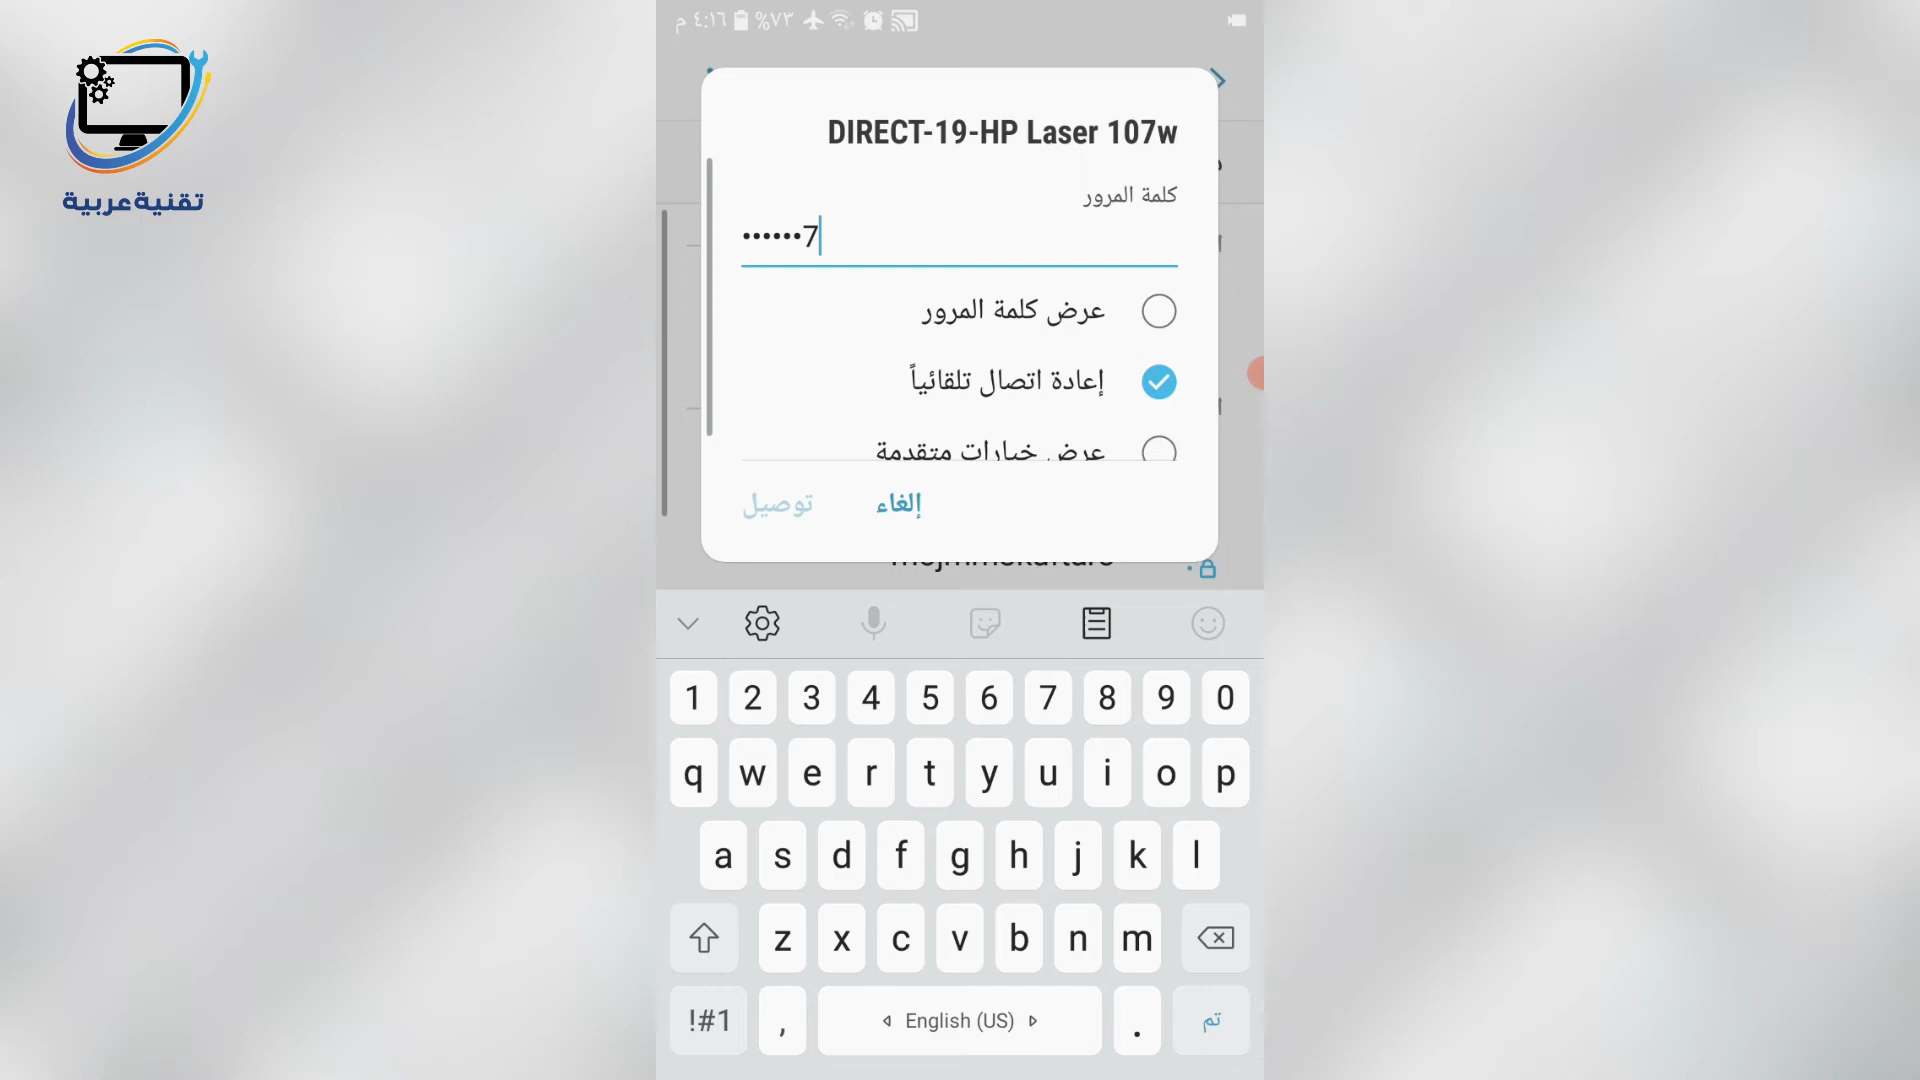 تقنية عربية
٤:١٦ م ٧٣%
DIRECT-19-HP Laser 107w
كلمة المرور
••••••7
عرض كلمة المرور
إعادة اتصال تلقائياً
عرض خيارات متقدمة
إلغاء
توصيل
1 2 3 4 5 6 7 8 9 0
q w e r t y u i o p
a s d f g h j k l
z x c v b n m
!#1 , English (US) . تم